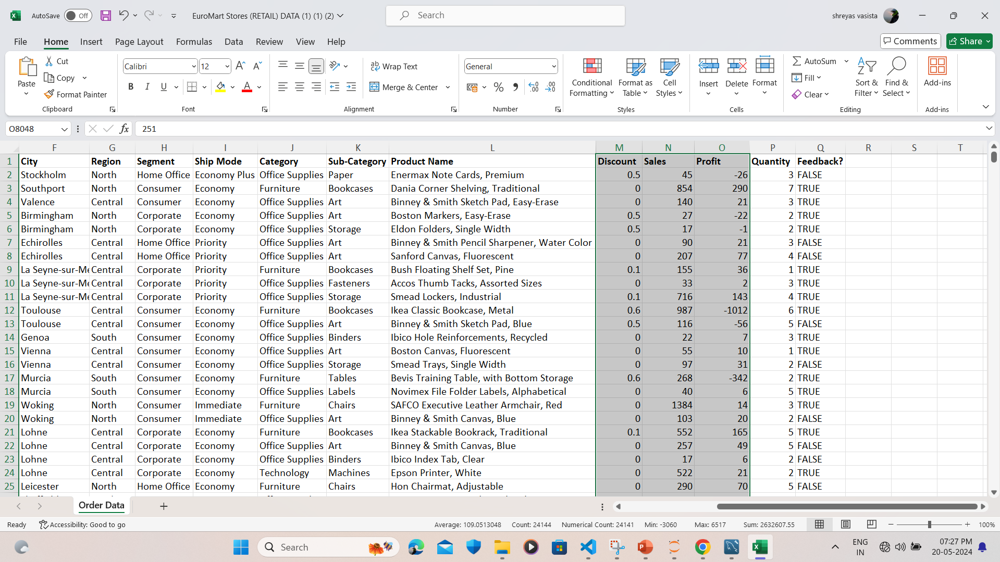 AutoSave Off EuroMart Stores (RETAIL) DATA (1) (1) (2) Search shreyas vasista
File Home Insert Page Layout Formulas Data Review View Help Comments Share
Paste Cut Copy Format Painter Clipboard
Calibri 12 B I U A Font
Wrap Text Merge & Center Alignment
General % Number
Conditional Formatting Format as Table Cell Styles Styles
Insert Delete Format Cells
AutoSum Fill Clear Sort & Filter Find & Select Editing
Add-ins Add-ins
O8048 fx 251
F G H I J K L M N O P Q R S T
1 City Region Segment Ship Mode Category Sub-Category Product Name Discount Sales Profit Quantity Feedback?
2 Stockholm North Home Office Economy Plus Office Supplies Paper Enermax Note Cards, Premium 0.5 45 -26 3 FALSE
3 Southport North Consumer Economy Furniture Bookcases Dania Corner Shelving, Traditional 0 854 290 7 TRUE
4 Valence Central Consumer Economy Office Supplies Art Binney & Smith Sketch Pad, Easy-Erase 0 140 21 3 TRUE
5 Birmingham North Corporate Economy Office Supplies Art Boston Markers, Easy-Erase 0.5 27 -22 2 TRUE
6 Birmingham North Corporate Economy Office Supplies Storage Eldon Folders, Single Width 0.5 17 -1 2 TRUE
7 Echirolles Central Home Office Priority Office Supplies Art Binney & Smith Pencil Sharpener, Water Color 0 90 21 3 FALSE
8 Echirolles Central Home Office Priority Office Supplies Art Sanford Canvas, Fluorescent 0 207 77 4 FALSE
9 La Seyne-sur-Me Central Corporate Priority Furniture Bookcases Bush Floating Shelf Set, Pine 0.1 155 36 1 TRUE
10 La Seyne-sur-Me Central Corporate Priority Office Supplies Fasteners Accos Thumb Tacks, Assorted Sizes 0 33 2 3 TRUE
11 La Seyne-sur-Me Central Corporate Priority Office Supplies Storage Smead Lockers, Industrial 0.1 716 143 4 TRUE
12 Toulouse Central Consumer Economy Furniture Bookcases Ikea Classic Bookcase, Metal 0.6 987 -1012 6 TRUE
13 Toulouse Central Consumer Economy Office Supplies Art Binney & Smith Sketch Pad, Blue 0.5 116 -56 5 FALSE
14 Genoa South Consumer Economy Office Supplies Binders Ibico Hole Reinforcements, Recycled 0 22 7 3 TRUE
15 Vienna Central Consumer Economy Office Supplies Art Boston Canvas, Fluorescent 0 55 10 1 TRUE
16 Vienna Central Consumer Economy Office Supplies Storage Smead Trays, Single Width 0 97 31 2 FALSE
17 Murcia South Consumer Economy Furniture Tables Bevis Training Table, with Bottom Storage 0.6 268 -342 2 TRUE
18 Murcia South Consumer Economy Office Supplies Labels Novimex File Folder Labels, Alphabetical 0 40 6 5 TRUE
19 Woking North Consumer Immediate Furniture Chairs SAFCO Executive Leather Armchair, Red 0 1384 14 3 TRUE
20 Woking North Consumer Immediate Office Supplies Art Binney & Smith Canvas, Blue 0 103 20 2 FALSE
21 Lohne Central Corporate Economy Furniture Bookcases Ikea Stackable Bookrack, Traditional 0.1 552 165 5 TRUE
22 Lohne Central Corporate Economy Office Supplies Art Binney & Smith Canvas, Blue 0 257 49 5 FALSE
23 Lohne Central Corporate Economy Office Supplies Binders Ibico Index Tab, Clear 0 17 6 2 FALSE
24 Lohne Central Corporate Economy Technology Machines Epson Printer, White 0 522 21 2 TRUE
25 Leicester North Home Office Economy Furniture Chairs Hon Chairmat, Adjustable 0 290 70 5 FALSE
Order Data
Ready Accessibility: Good to go Average: 109.0513048 Count: 24144 Numerical Count: 24141 Min: -3060 Max: 6517 Sum: 2632607.55 100%
Search ENG 07:27 PM
IN 20-05-2024